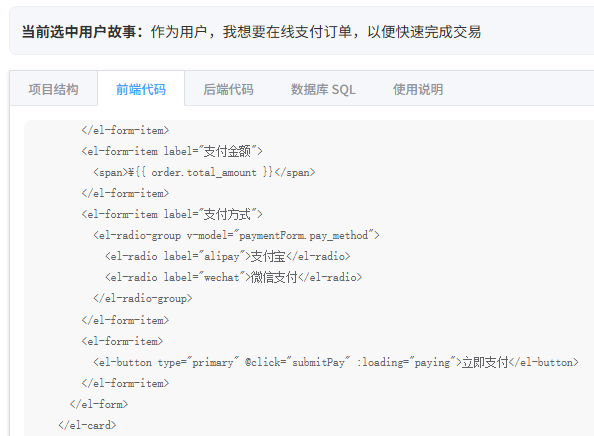 当前选中用户故事：作为用户，我想要在线支付订单，以便快速完成交易
项目结构 前端代码 后端代码 数据库 SQL 使用说明
</el-form-item>
<el-form-item label="支付金额">
<span>¥{{ order.total_amount }}</span>
</el-form-item>
<el-form-item label="支付方式">
<el-radio-group v-model="paymentForm.pay_method">
<el-radio label="alipay">支付宝</el-radio>
<el-radio label="wechat">微信支付</el-radio>
</el-radio-group>
</el-form-item>
<el-form-item>
<el-button type="primary" @click="submitPay" :loading="paying">立即支付</el-button>
</el-form-item>
</el-form>
</el-card>